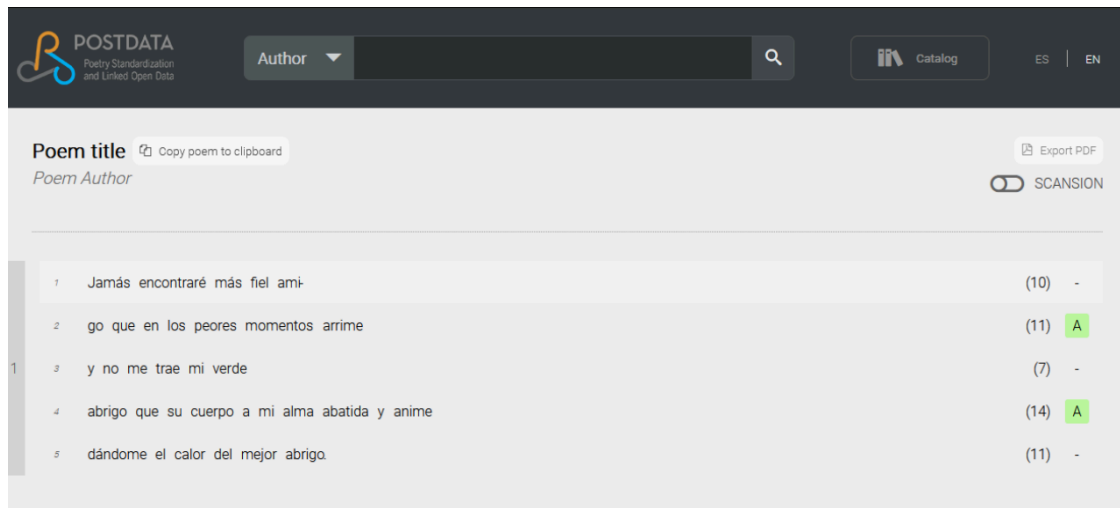 POSTDATA
Poetry Standardization
and Linked Open Data
Author
Catalog
ES | EN
Poem title
Copy poem to clipboard
Export PDF
Poem Author
SCANSION
1
1 Jamás encontraré más fiel ami- (10) -
2 go que en los peores momentos arrime (11) A
3 y no me trae mi verde (7) -
4 abrigo que su cuerpo a mi alma abatida y anime (14) A
5 dándome el calor del mejor abrigo. (11) -